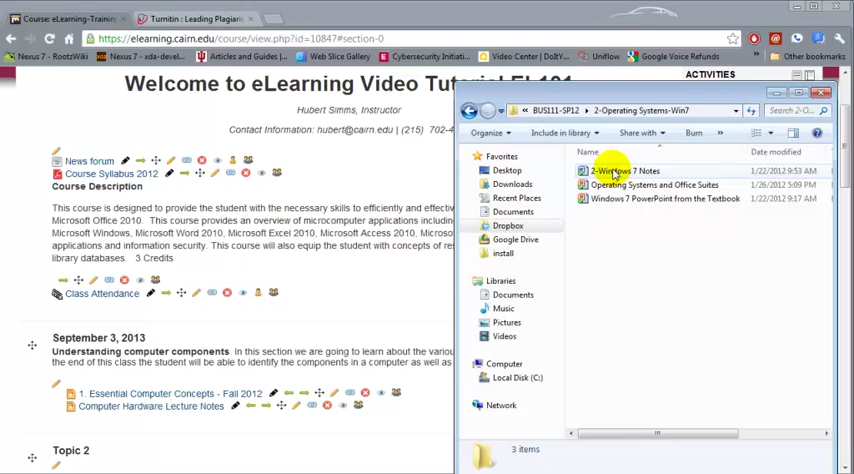 Course: eLearning-Training
Turnitin : Leading Plagiaris
https://elearning.cairn.edu/course/view.php?id=10847#section-0
Nexus 7 - RootzWiki
Nexus 7 - xda-devel...
Articles and Guides |...
Web Slice Gallery
Cybersecurity Initiati...
Video Center | DoItY...
Uniflow
Google Voice Refunds
Other bookmarks
Welcome to eLearning Video Tutorial EL101
ACTIVITIES
Hubert Simms, Instructor
Contact Information: hubert@cairn.edu | (215) 702-4
News forum
Course Syllabus 2012
Course Description
This course is designed to provide the student with the necessary skills to efficiently and effectiv
Microsoft Office 2010. This course provides an overview of microcomputer applications includin
Microsoft Windows, Microsoft Word 2010, Microsoft Excel 2010, Microsoft Access 2010,
applications and information security. This course will also equip the student with concepts of res
library databases. 3 Credits
Class Attendance
September 3, 2013
Understanding computer components. In this section we are going to learn about the variou
the end of this class the student will be able to identify the components in a computer as well as
1. Essential Computer Concepts - Fall 2012
Computer Hardware Lecture Notes
Topic 2
« BUS111-SP12 2-Operating Systems-Win7
Search 2-O...
Organize
Include in library
Share with
Burn
»
Name
Date modified
Favorites
Desktop
Downloads
Recent Places
Documents
Dropbox
Google Drive
install
Libraries
Documents
Music
Pictures
Videos
Computer
Local Disk (C:)
Network
2-Windows 7 Notes
1/22/2012 9:53 AM
Operating Systems and Office Suites
1/26/2012 5:09 PM
Windows 7 PowerPoint from the Textbook
1/22/2012 9:17 AM
3 items